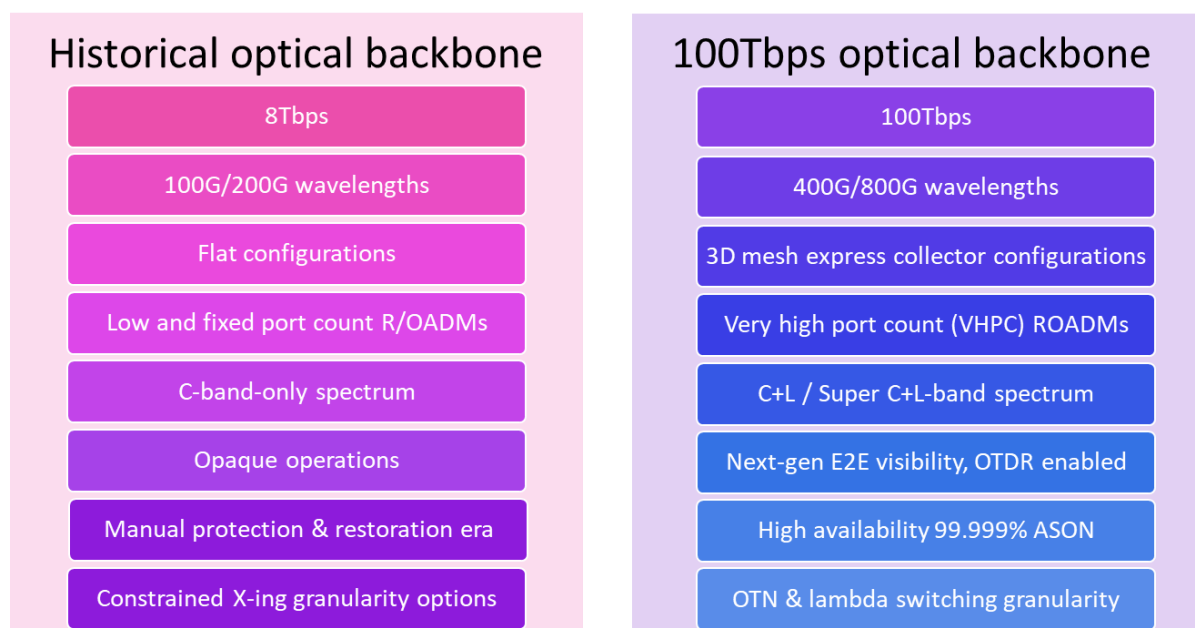 Historical optical backbone
8Tbps
100G/200G wavelengths
Flat configurations
Low and fixed port count R/OADMs
C-band-only spectrum
Opaque operations
Manual protection & restoration era
Constrained X-ing granularity options
100Tbps optical backbone
100Tbps
400G/800G wavelengths
3D mesh express collector configurations
Very high port count (VHPC) ROADMs
C+L / Super C+L-band spectrum
Next-gen E2E visibility, OTDR enabled
High availability 99.999% ASON
OTN & lambda switching granularity